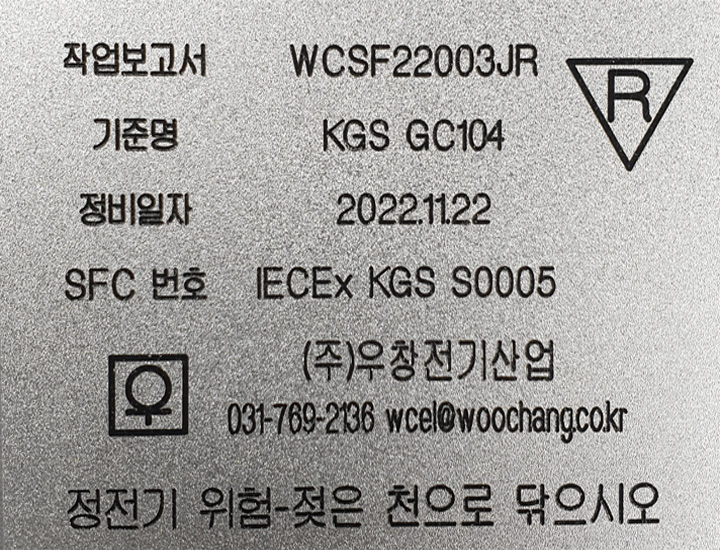 작업보고서 WCSF22003JR
R
기준명 KGS GC104
정비일자 2022.11.22
SFC 번호 IECEx KGS S0005
(주)우창전기산업
031-769-2136 wcel@woochang.co.kr
정전기 위험-젖은 천으로 닦으시오